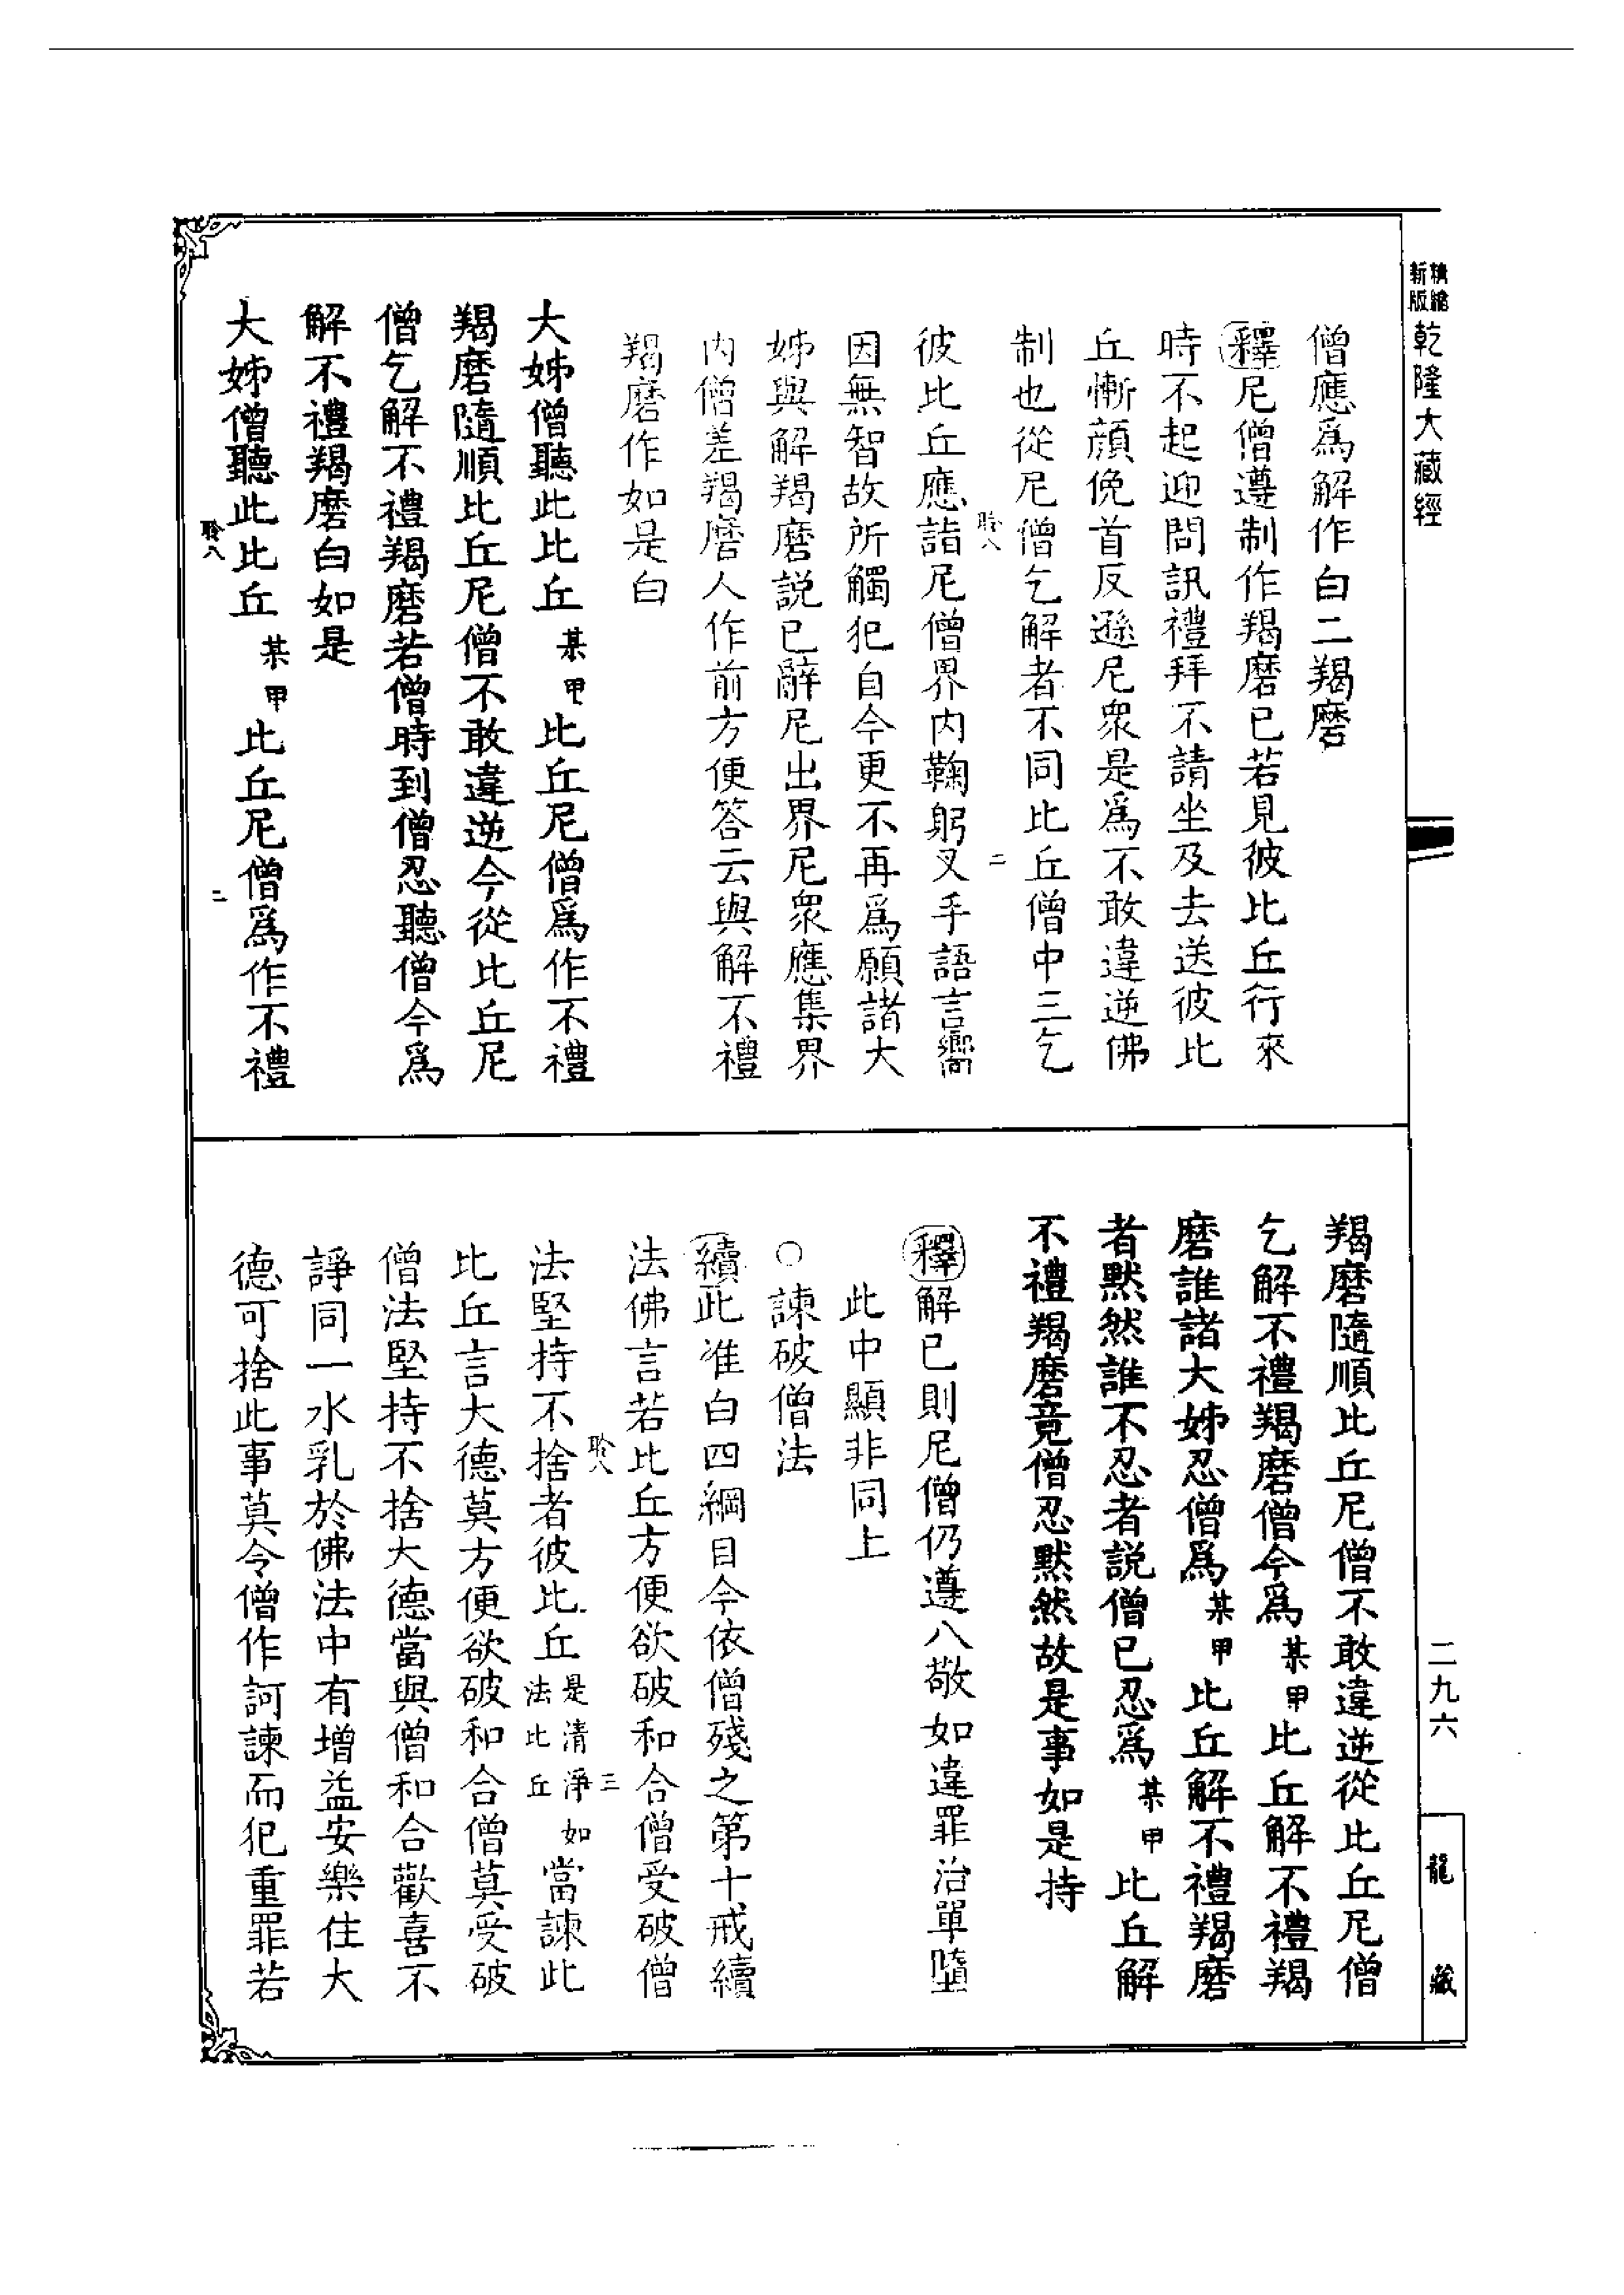 精縮
新版
乾隆大藏經
僧應爲解作白二羯磨
釋尼僧遵制作羯磨已若見彼比丘行來
時不起迎問訊禮拜不請坐及去送彼比
丘慚顏俛首反遜尼衆是爲不敢違逆佛
制也從尼僧乞解者不同比丘僧中三乞
聆八
二
彼比丘應詣尼僧界内鞠躬叉手語言嚮
因無智故所觸犯自今更不再爲願諸大
姊與解羯磨説已辭尼出界尼衆應集界
内僧差羯磨人作前方便答云與解不禮
羯磨作如是白
大姊僧聽此比丘某甲比丘尼僧爲作不禮
羯磨隨順比丘尼僧不敢違逆今從比丘尼
僧乞解不禮羯磨若僧時到僧忍聽僧今爲
解不禮羯磨白如是
大姊僧聽此比丘某甲比丘尼僧爲作不禮
聆八
二
羯磨隨順比丘尼僧不敢違逆從比丘尼僧
乞解不禮羯磨僧今爲某甲比丘解不禮羯
磨誰諸大姊忍僧爲某甲比丘解不禮羯磨
者默然誰不忍者説僧已忍爲某甲比丘解
不禮羯磨竟僧忍默然故是事如是持
釋解已則尼僧仍遵八敬如違罪治單墮
此中顯非同上
○諫破僧法
續此准白四綱目今依僧殘之第十戒續
法佛言若比丘方便欲破和合僧受破僧
聆八
三
法堅持不捨者彼比丘是清淨如法比丘當諫此
比丘言大德莫方便欲破和合僧莫受破
僧法堅持不捨大德當與僧和合歡喜不
諍同一水乳於佛法中有增益安樂住大
德可捨此事莫令僧作訶諫而犯重罪若
二九六
龍藏